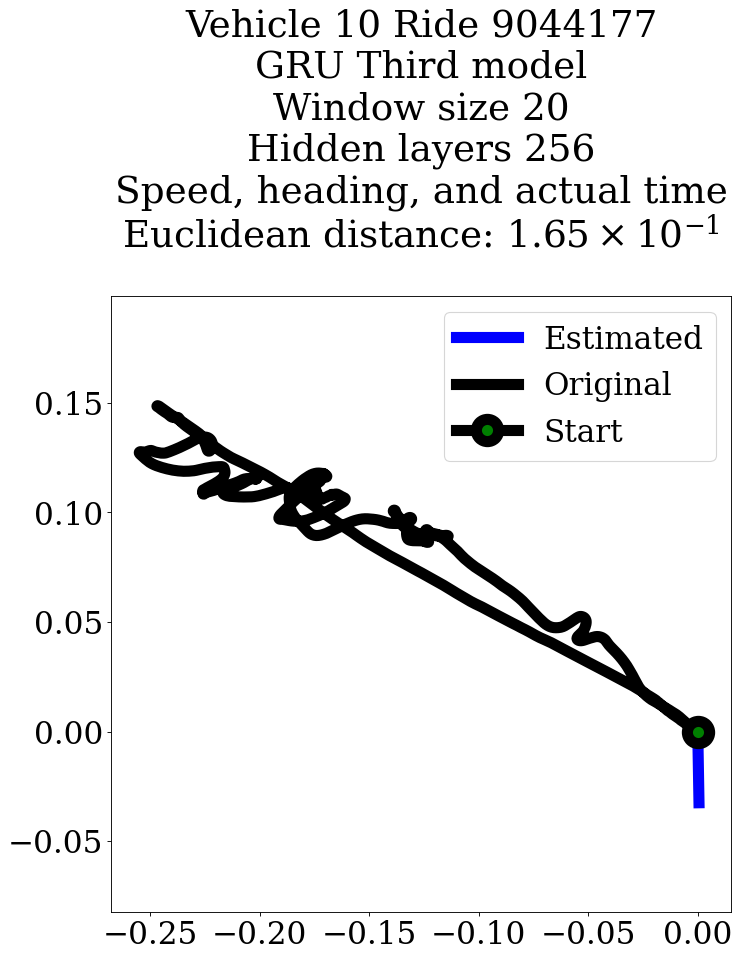 Vehicle 10 Ride 9044177
GRU Third model
Window size 20
Hidden layers 256
Speed, heading, and actual time
Euclidean distance: 1.65 × 10⁻¹
Estimated
Original
Start
0.15
0.10
0.05
0.00
−0.05
−0.25 −0.20 −0.15 −0.10 −0.05 0.00